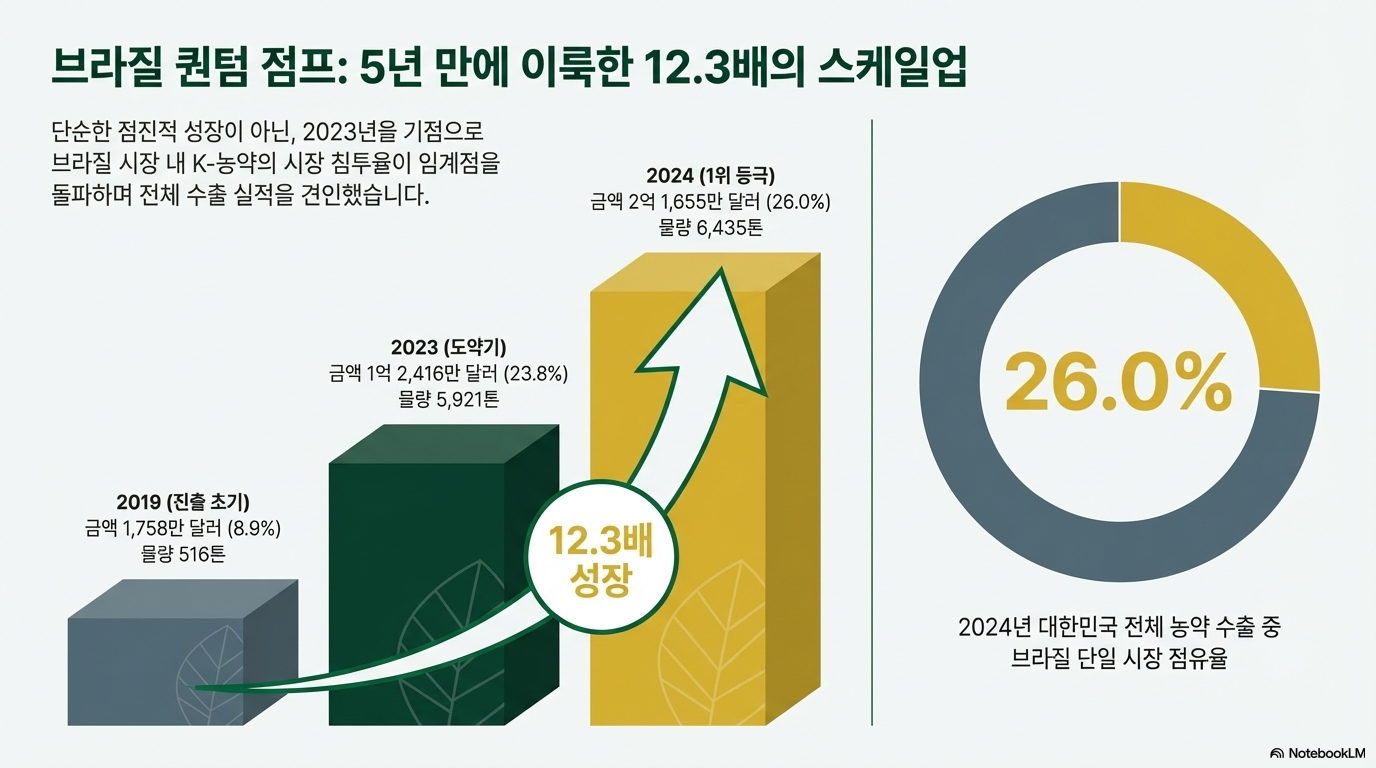 브라질 퀀텀 점프: 5년 만에 이룩한 12.3배의 스케일업
단순한 점진적 성장이 아닌, 2023년을 기점으로
브라질 시장 내 K-농약의 시장 침투율이 임계점을
돌파하며 전체 수출 실적을 견인했습니다.
2019 (진출 초기)
금액 1,758만 달러 (8.9%)
물량 516톤
2023 (도약기)
금액 1억 2,416만 달러 (23.8%)
물량 5,921톤
2024 (1위 등극)
금액 2억 1,655만 달러 (26.0%)
물량 6,435톤
12.3배
성장
26.0%
2024년 대한민국 전체 농약 수출 중
브라질 단일 시장 점유율
NotebookLM